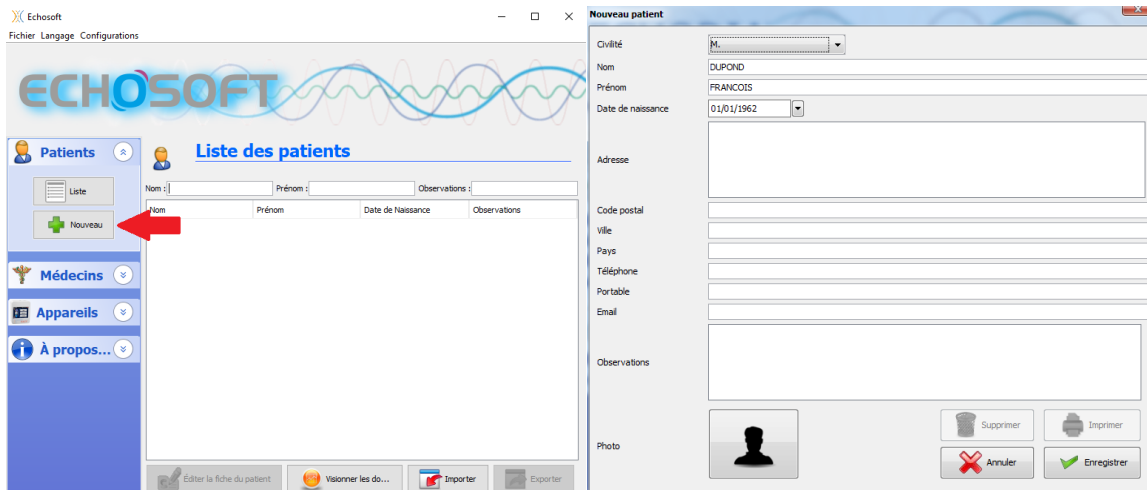 Echosoft
Fichier Langage Configurations
ECHOSOFT
Patients
Liste
Nouveau
Médecins
Appareils
À propos...
Liste des patients
Nom : Prénom : Observations :
Nom Prénom Date de Naissance Observations
Éditer la fiche du patient Visionner les do... Importer Exporter
Nouveau patient
Civilité M.
Nom DUPOND
Prénom FRANCOIS
Date de naissance 01/01/1962
Adresse
Code postal
Ville
Pays
Téléphone
Portable
Email
Observations
Photo
Supprimer Imprimer
Annuler Enregistrer